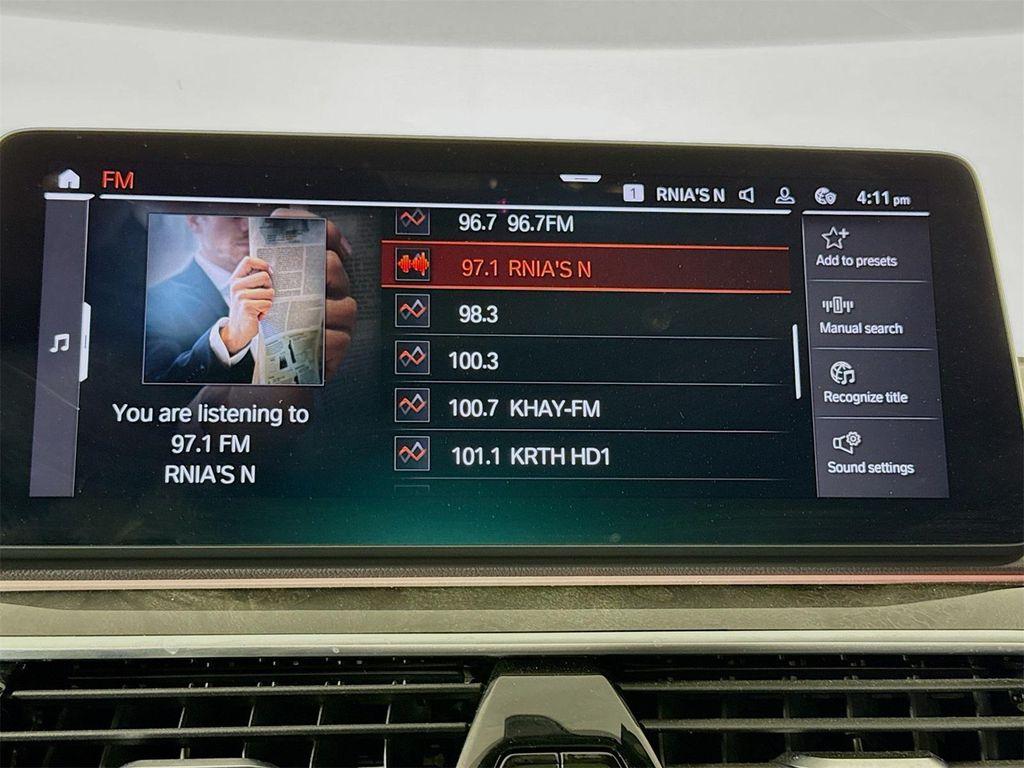 FM
1 RNIA'S N 4:11 pm
96.7 96.7FM
97.1 RNIA'S N
98.3
100.3
100.7 KHAY-FM
101.1 KRTH HD1
You are listening to
97.1 FM
RNIA'S N
Add to presets
Manual search
Recognize title
Sound settings